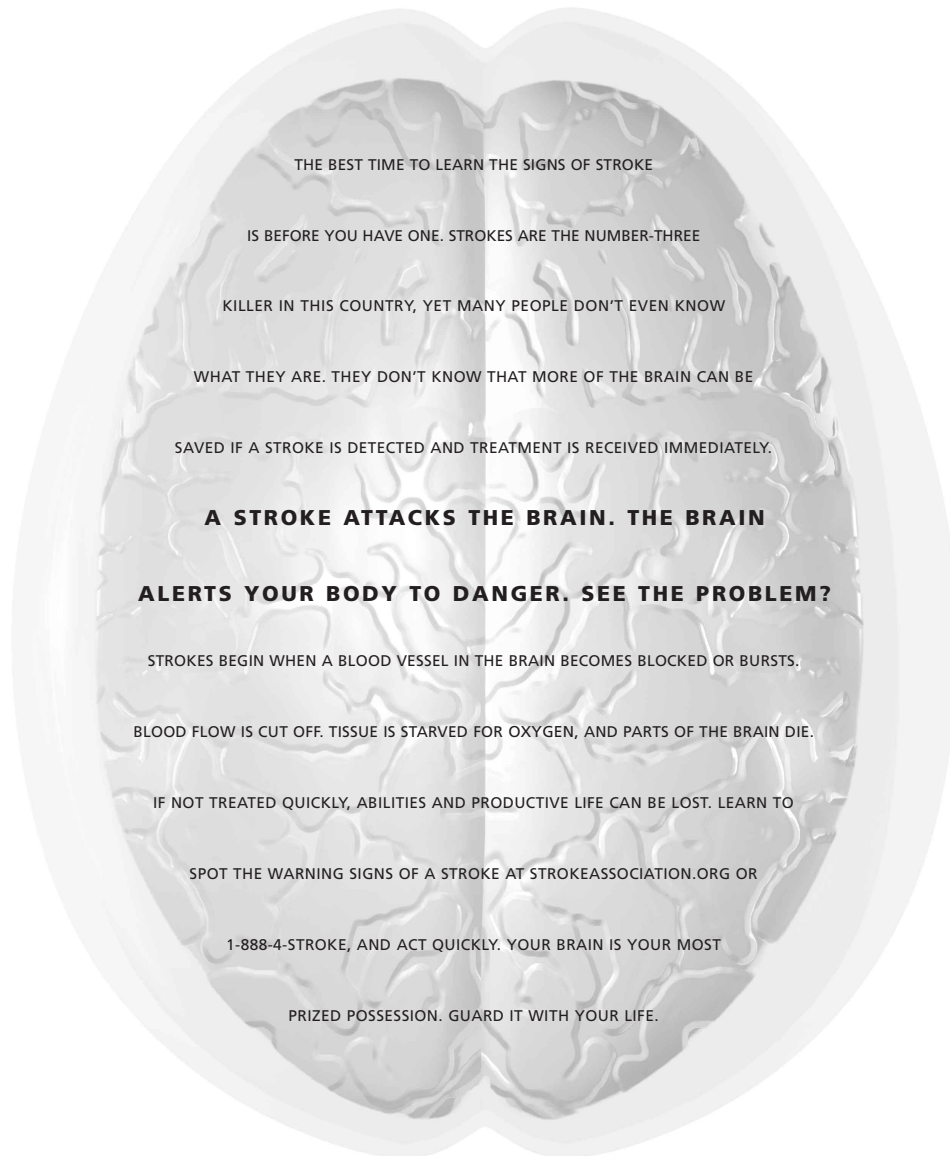 THE BEST TIME TO LEARN THE SIGNS OF STROKE
IS BEFORE YOU HAVE ONE. STROKES ARE THE NUMBER-THREE
KILLER IN THIS COUNTRY, YET MANY PEOPLE DON’T EVEN KNOW
WHAT THEY ARE. THEY DON’T KNOW THAT MORE OF THE BRAIN CAN BE
SAVED IF A STROKE IS DETECTED AND TREATMENT IS RECEIVED IMMEDIATELY.
A STROKE ATTACKS THE BRAIN. THE BRAIN
ALERTS YOUR BODY TO DANGER. SEE THE PROBLEM?
STROKES BEGIN WHEN A BLOOD VESSEL IN THE BRAIN BECOMES BLOCKED OR BURSTS.
BLOOD FLOW IS CUT OFF. TISSUE IS STARVED FOR OXYGEN, AND PARTS OF THE BRAIN DIE.
IF NOT TREATED QUICKLY, ABILITIES AND PRODUCTIVE LIFE CAN BE LOST. LEARN TO
SPOT THE WARNING SIGNS OF A STROKE AT STROKEASSOCIATION.ORG OR
1-888-4-STROKE, AND ACT QUICKLY. YOUR BRAIN IS YOUR MOST
PRIZED POSSESSION. GUARD IT WITH YOUR LIFE.